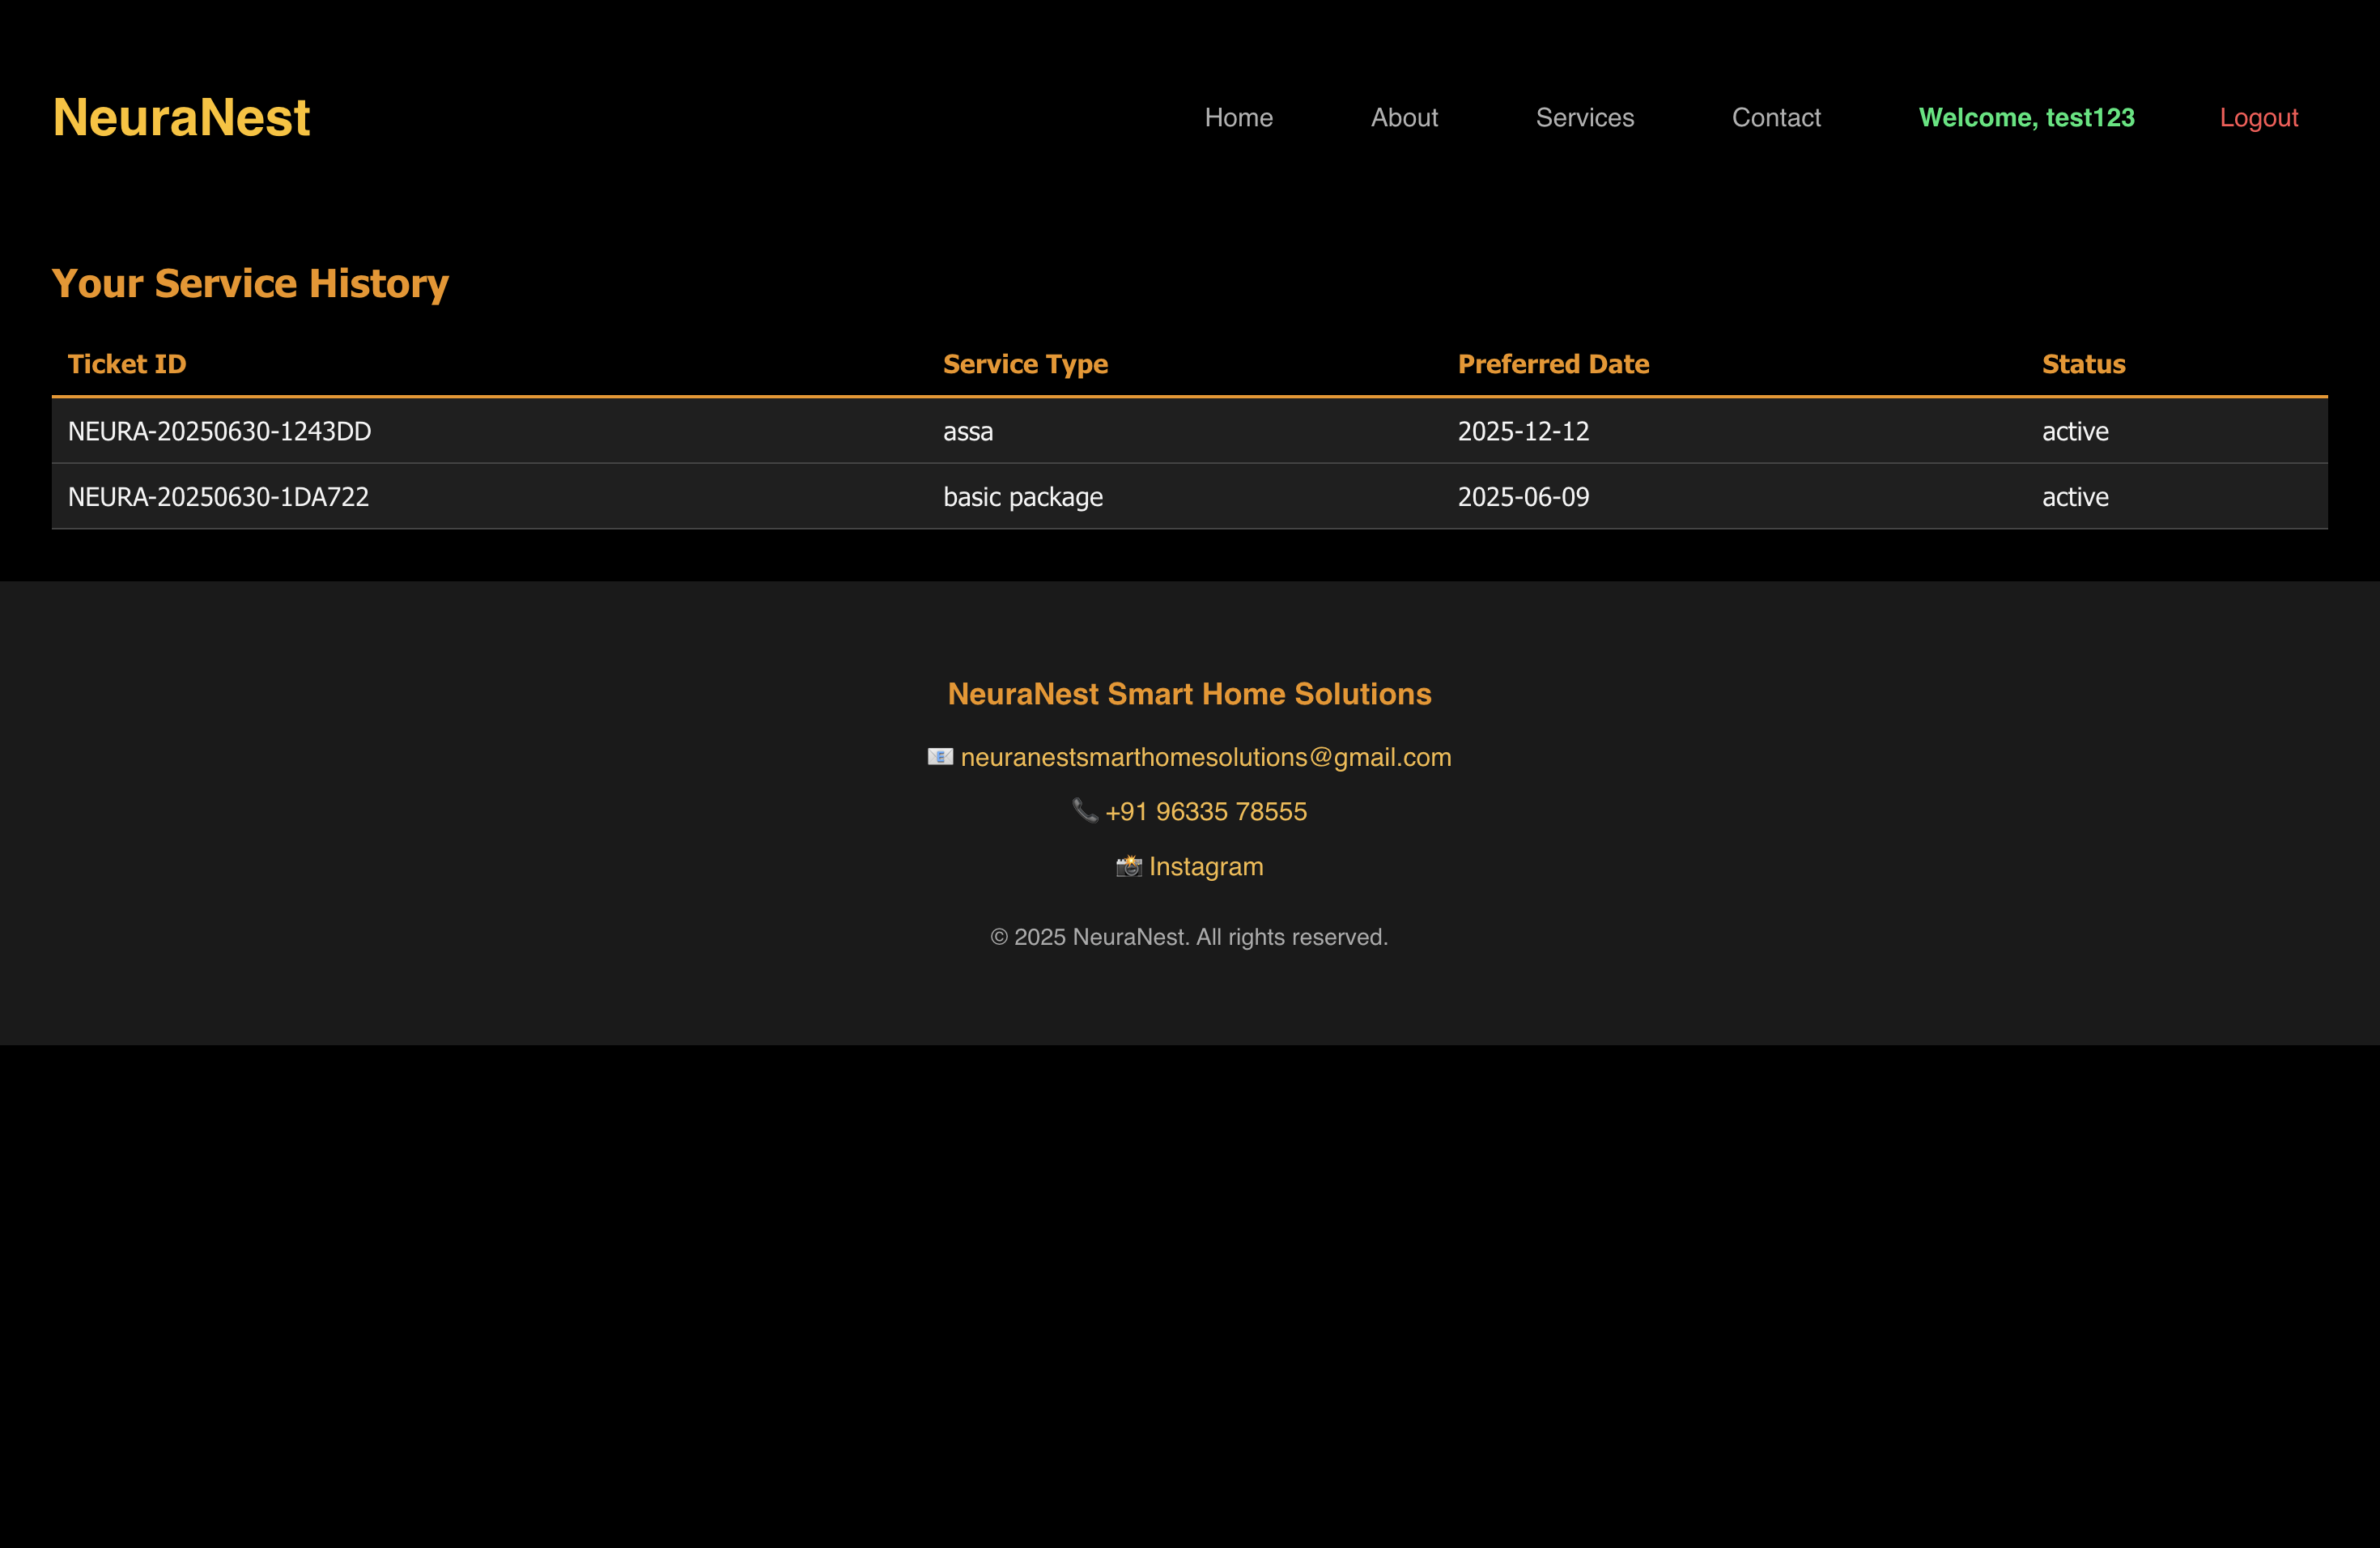 NeuraNest
Home About Services Contact Welcome, test123 Logout
Your Service History
Ticket ID Service Type Preferred Date Status
NEURA-20250630-1243DD assa 2025-12-12 active
NEURA-20250630-1DA722 basic package 2025-06-09 active
NeuraNest Smart Home Solutions
📧 neuranestsmarthomesolutions@gmail.com
📞 +91 96335 78555
📸 Instagram
© 2025 NeuraNest. All rights reserved.